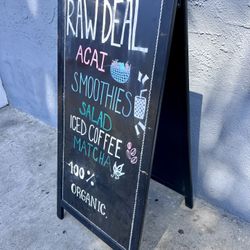 RAW DEAL
ACAI
SMOOTHIES
SALAD
ICED COFFEE
MATCHA
100%
ORGANIC